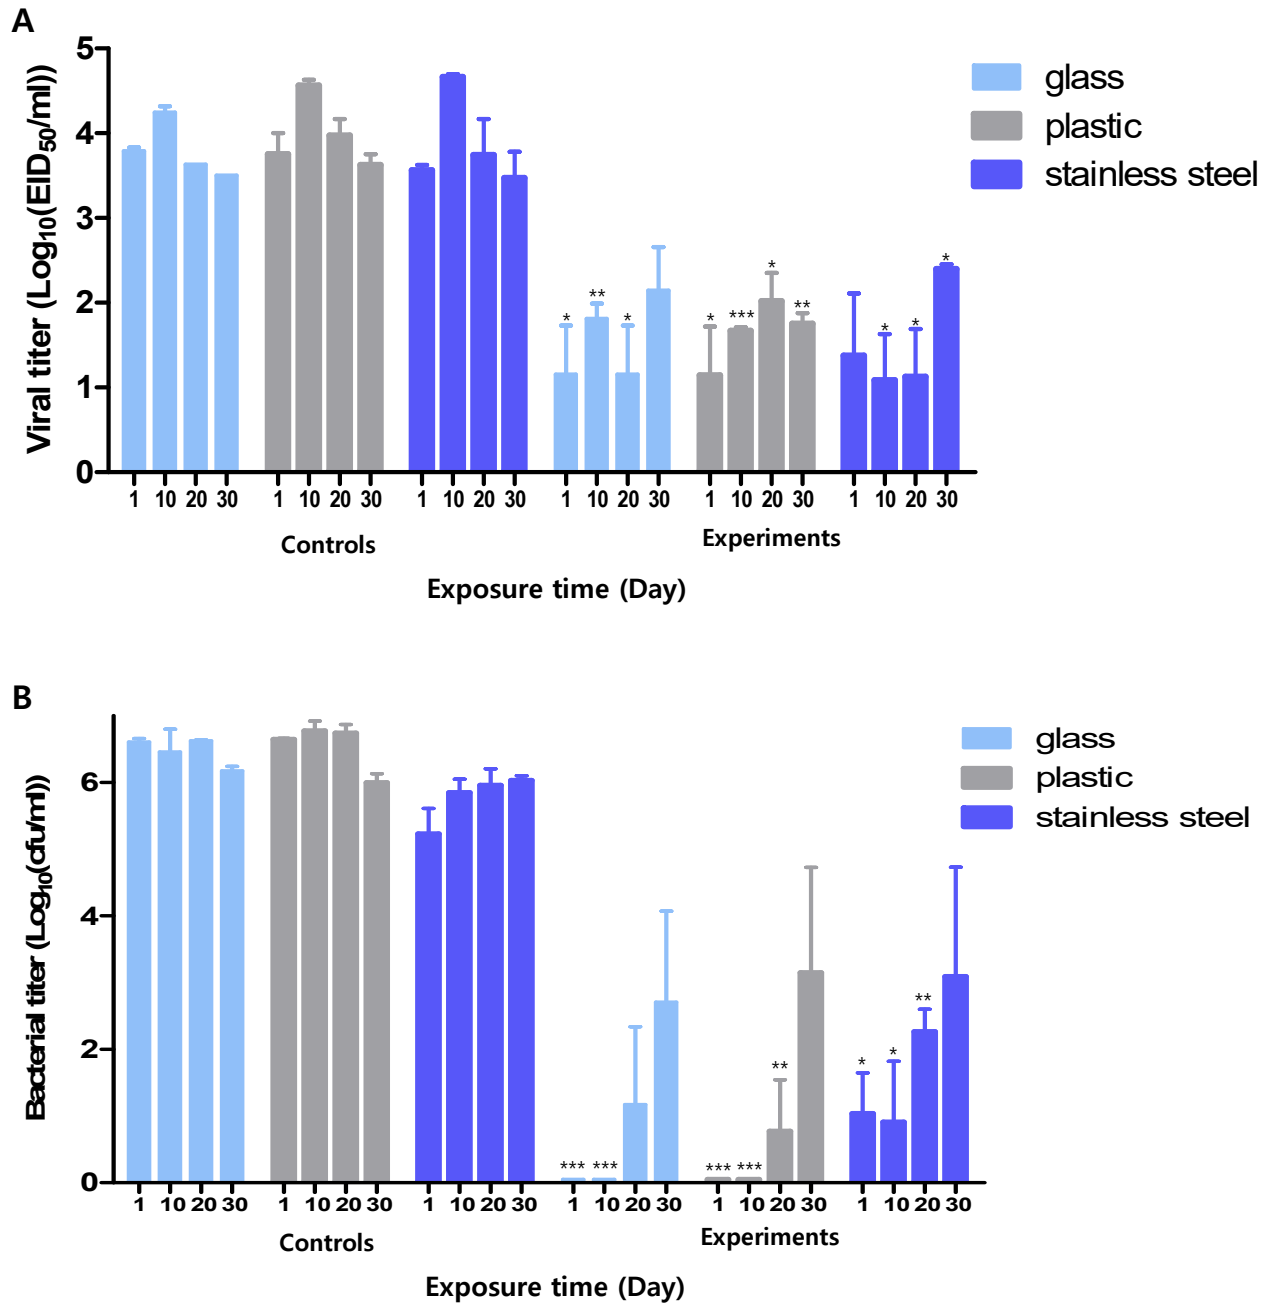 A
Viral titer (Log10(EID50/ml))
5
4
3
2
1
0
glass
plastic
stainless steel
* ** *
* *** * **
* * *
1 10 20 30 1 10 20 30 1 10 20 30 1 10 20 30 1 10 20 30 1 10 20 30
Controls
Experiments
Exposure time (Day)
B
Bacterial titer (Log10(cfu/ml))
6
4
2
0
glass
plastic
stainless steel
*** ***
*** *** **
* * **
1 10 20 30 1 10 20 30 1 10 20 30 1 10 20 30 1 10 20 30 1 10 20 30
Controls
Experiments
Exposure time (Day)